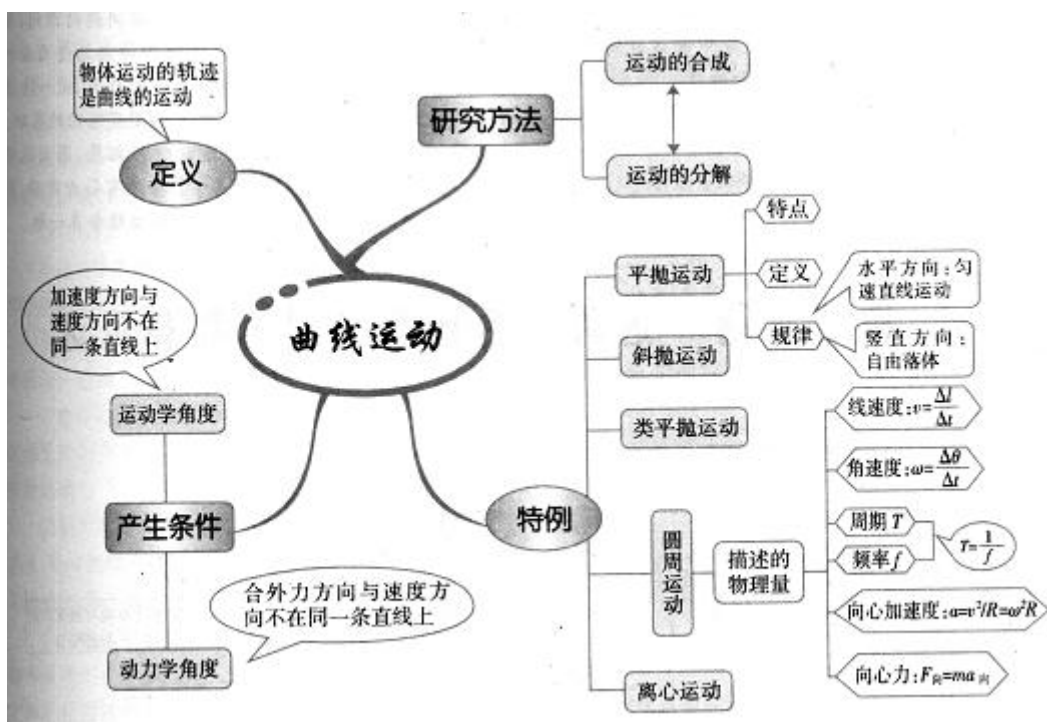 物体运动的轨迹
是曲线的运动
定义
研究方法
运动的合成
运动的分解
曲线运动
加速度方向与
速度方向不在
同一条直线上
运动学角度
产生条件
动力学角度
合外力方向与速度方
向不在同一条直线上
特例
平抛运动
特点
定义
规律
水平方向:匀
速直线运动
竖直方向:
自由落体
斜抛运动
类平抛运动
圆周运动
描述的
物理量
线速度:v=Δl/Δt
角速度:ω=Δθ/Δt
周期 T
频率 f
T=1/f
向心加速度:a=v²/R=ω²R
向心力:F向=ma向
离心运动